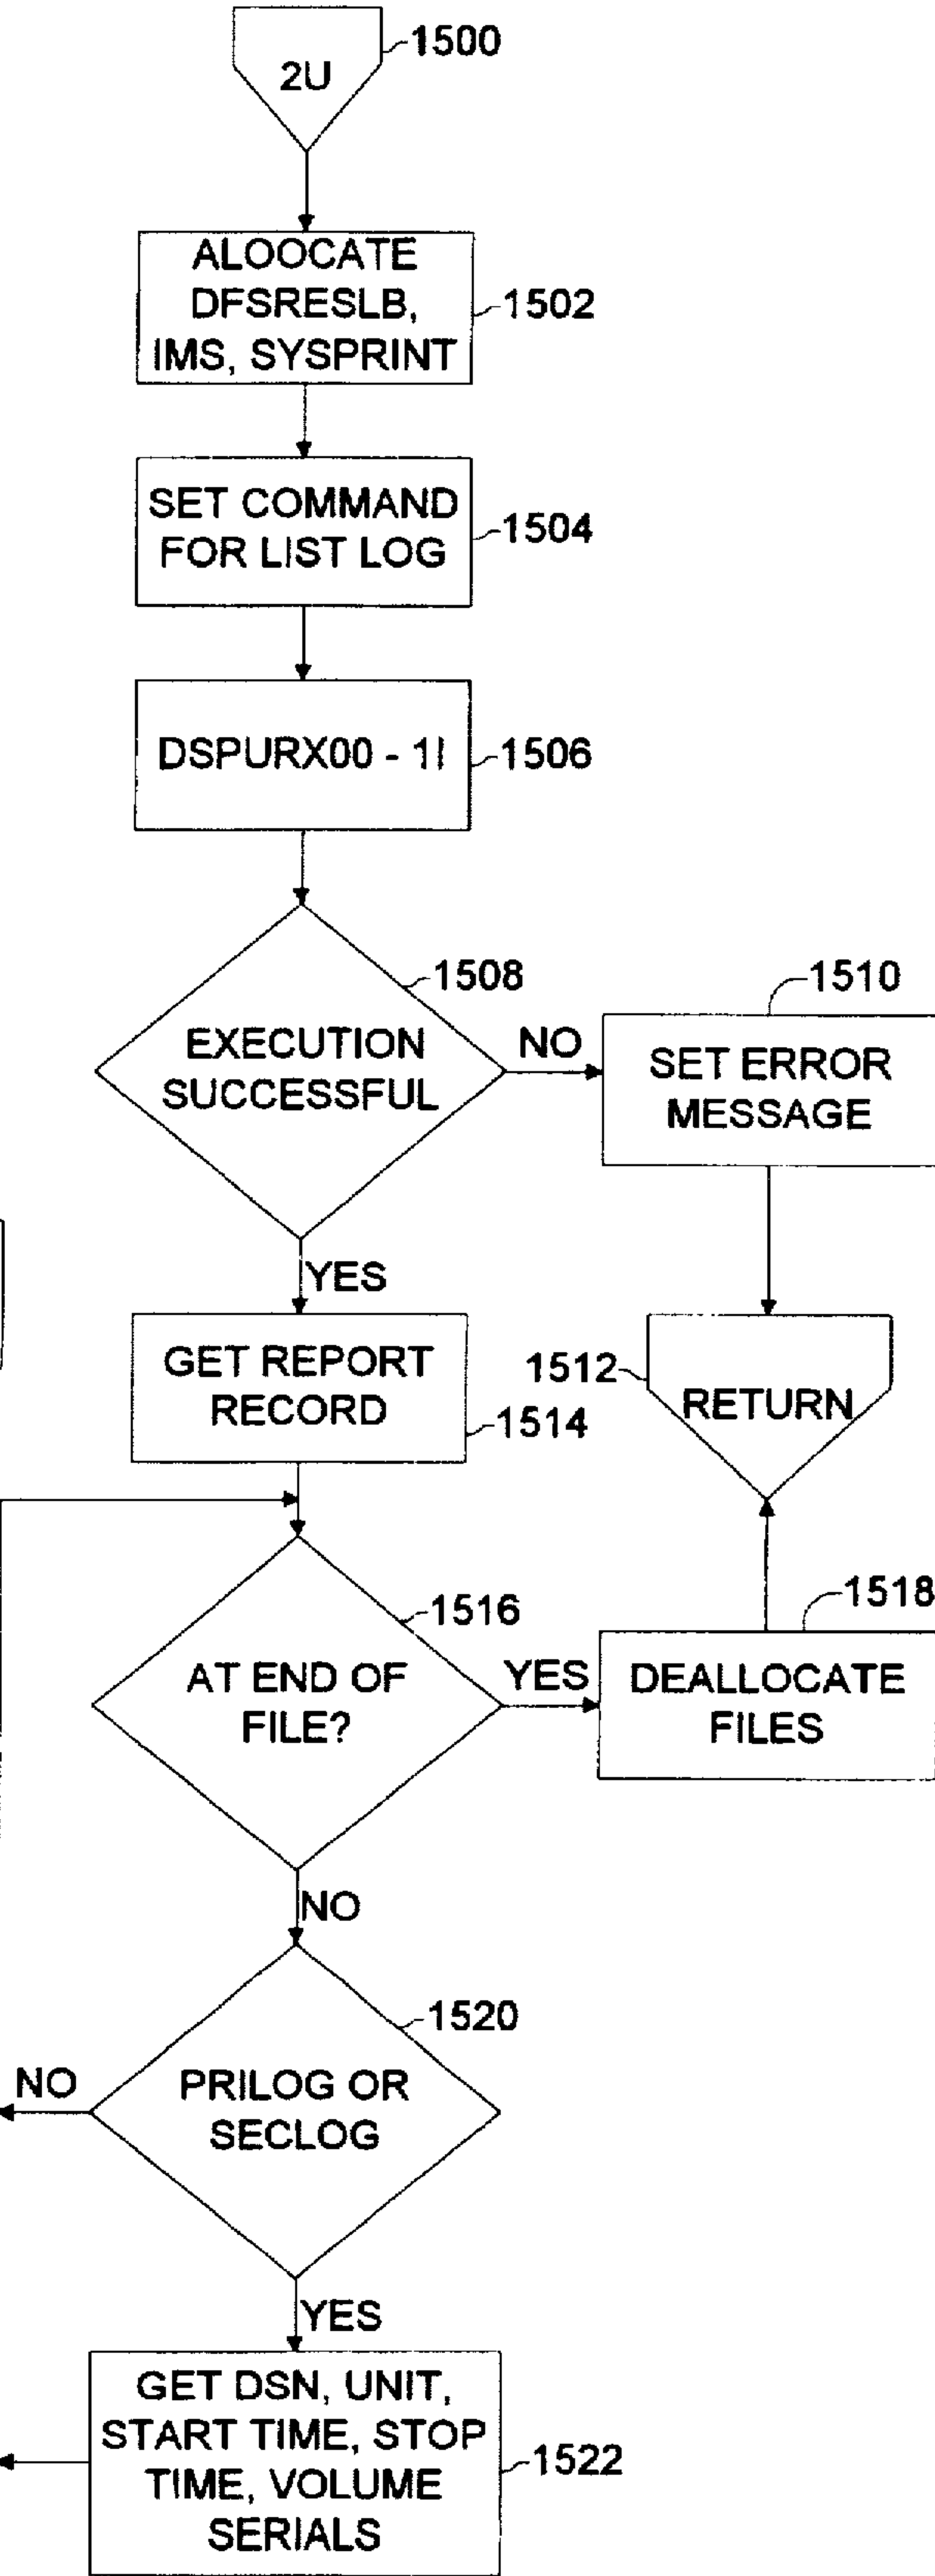 2U
1500
ALOOCATE
DFSRESLB,
IMS, SYSPRINT
1502
SET COMMAND
FOR LIST LOG
1504
DSPURX00 - 1I
1506
1508
EXECUTION
SUCCESSFUL
NO
1510
SET ERROR
MESSAGE
YES
GET REPORT
RECORD
1514
1512
RETURN
1516
AT END OF
FILE?
YES
1518
DEALLOCATE
FILES
NO
1520
PRILOG OR
SECLOG
NO
YES
GET DSN, UNIT,
START TIME, STOP
TIME, VOLUME
SERIALS
1522